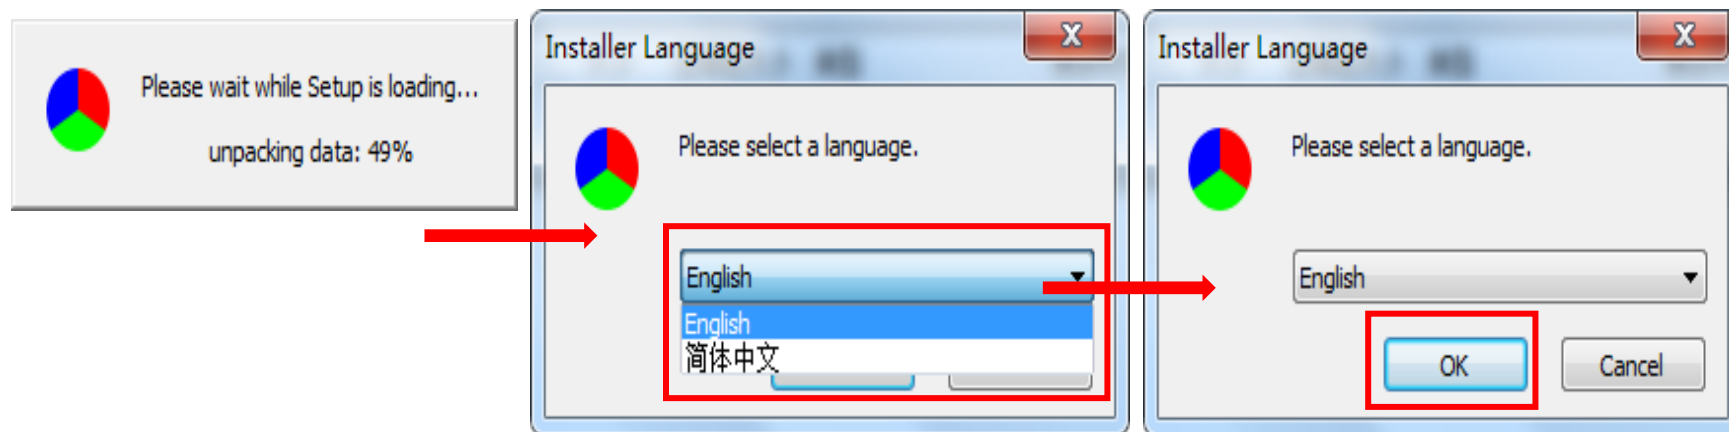 Please wait while Setup is loading...
unpacking data: 49%
Installer Language
Please select a language.
English
English
简体中文
Installer Language
Please select a language.
English
OK
Cancel